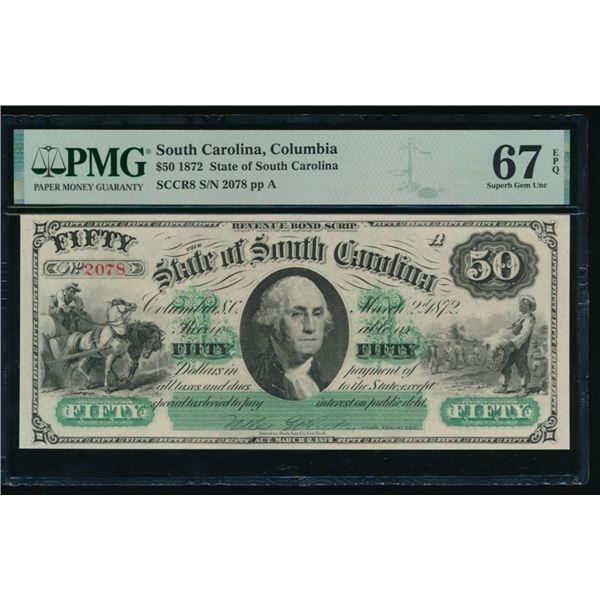 PMG
PAPER MONEY GUARANTY
South Carolina, Columbia
$50 1872 State of South Carolina
SCCR8 S/N 2078 pp A
67 EPQ
Superb Gem Unc
REVENUE BOND SCRIP
FIFTY
THE
State of South Carolina
50
No 2078
Columbia S.C. March 2d 1872.
FIFTY FIFTY
Dollars in payment of
all taxes and dues to the State, except
special tax levied to pay interest on public debt.
FIFTY FIFTY
STATE TREASURER
ACT MARCH 2, 1872